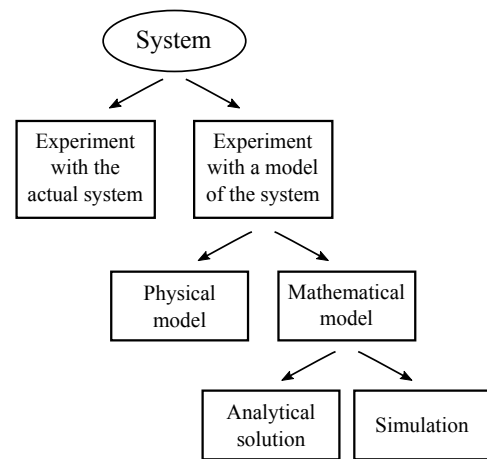 System
Experiment
with the
actual system
Experiment
with a model
of the system
Physical
model
Mathematical
model
Analytical
solution
Simulation